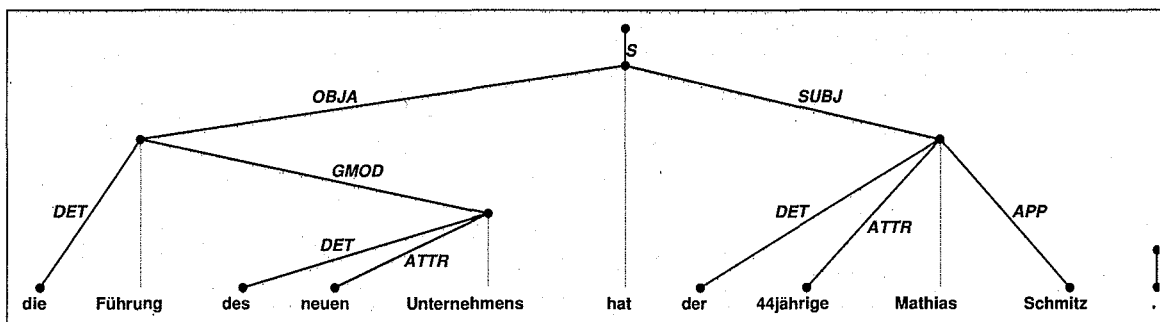 S
OBJA SUBJ
GMOD
DET DET APP
DET ATTR
ATTR
die Führung des neuen Unternehmens hat der 44jährige Mathias Schmitz .